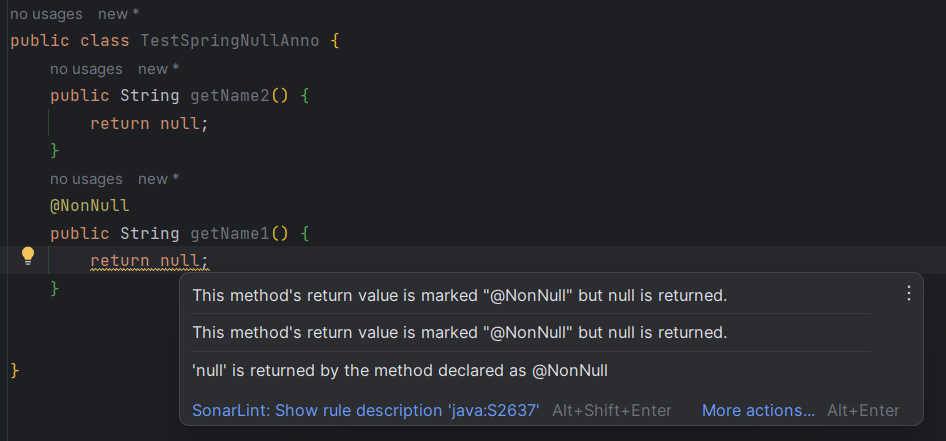 no usages   new *
public class TestSpringNullAnno {
no usages   new *
public String getName2() {
return null;
}
no usages   new *
@NonNull
public String getName1() {
return null;
}
This method's return value is marked "@NonNull" but null is returned.
This method's return value is marked "@NonNull" but null is returned.
'null' is returned by the method declared as @NonNull
}
SonarLint: Show rule description 'java:S2637'   Alt+Shift+Enter   More actions...   Alt+Enter